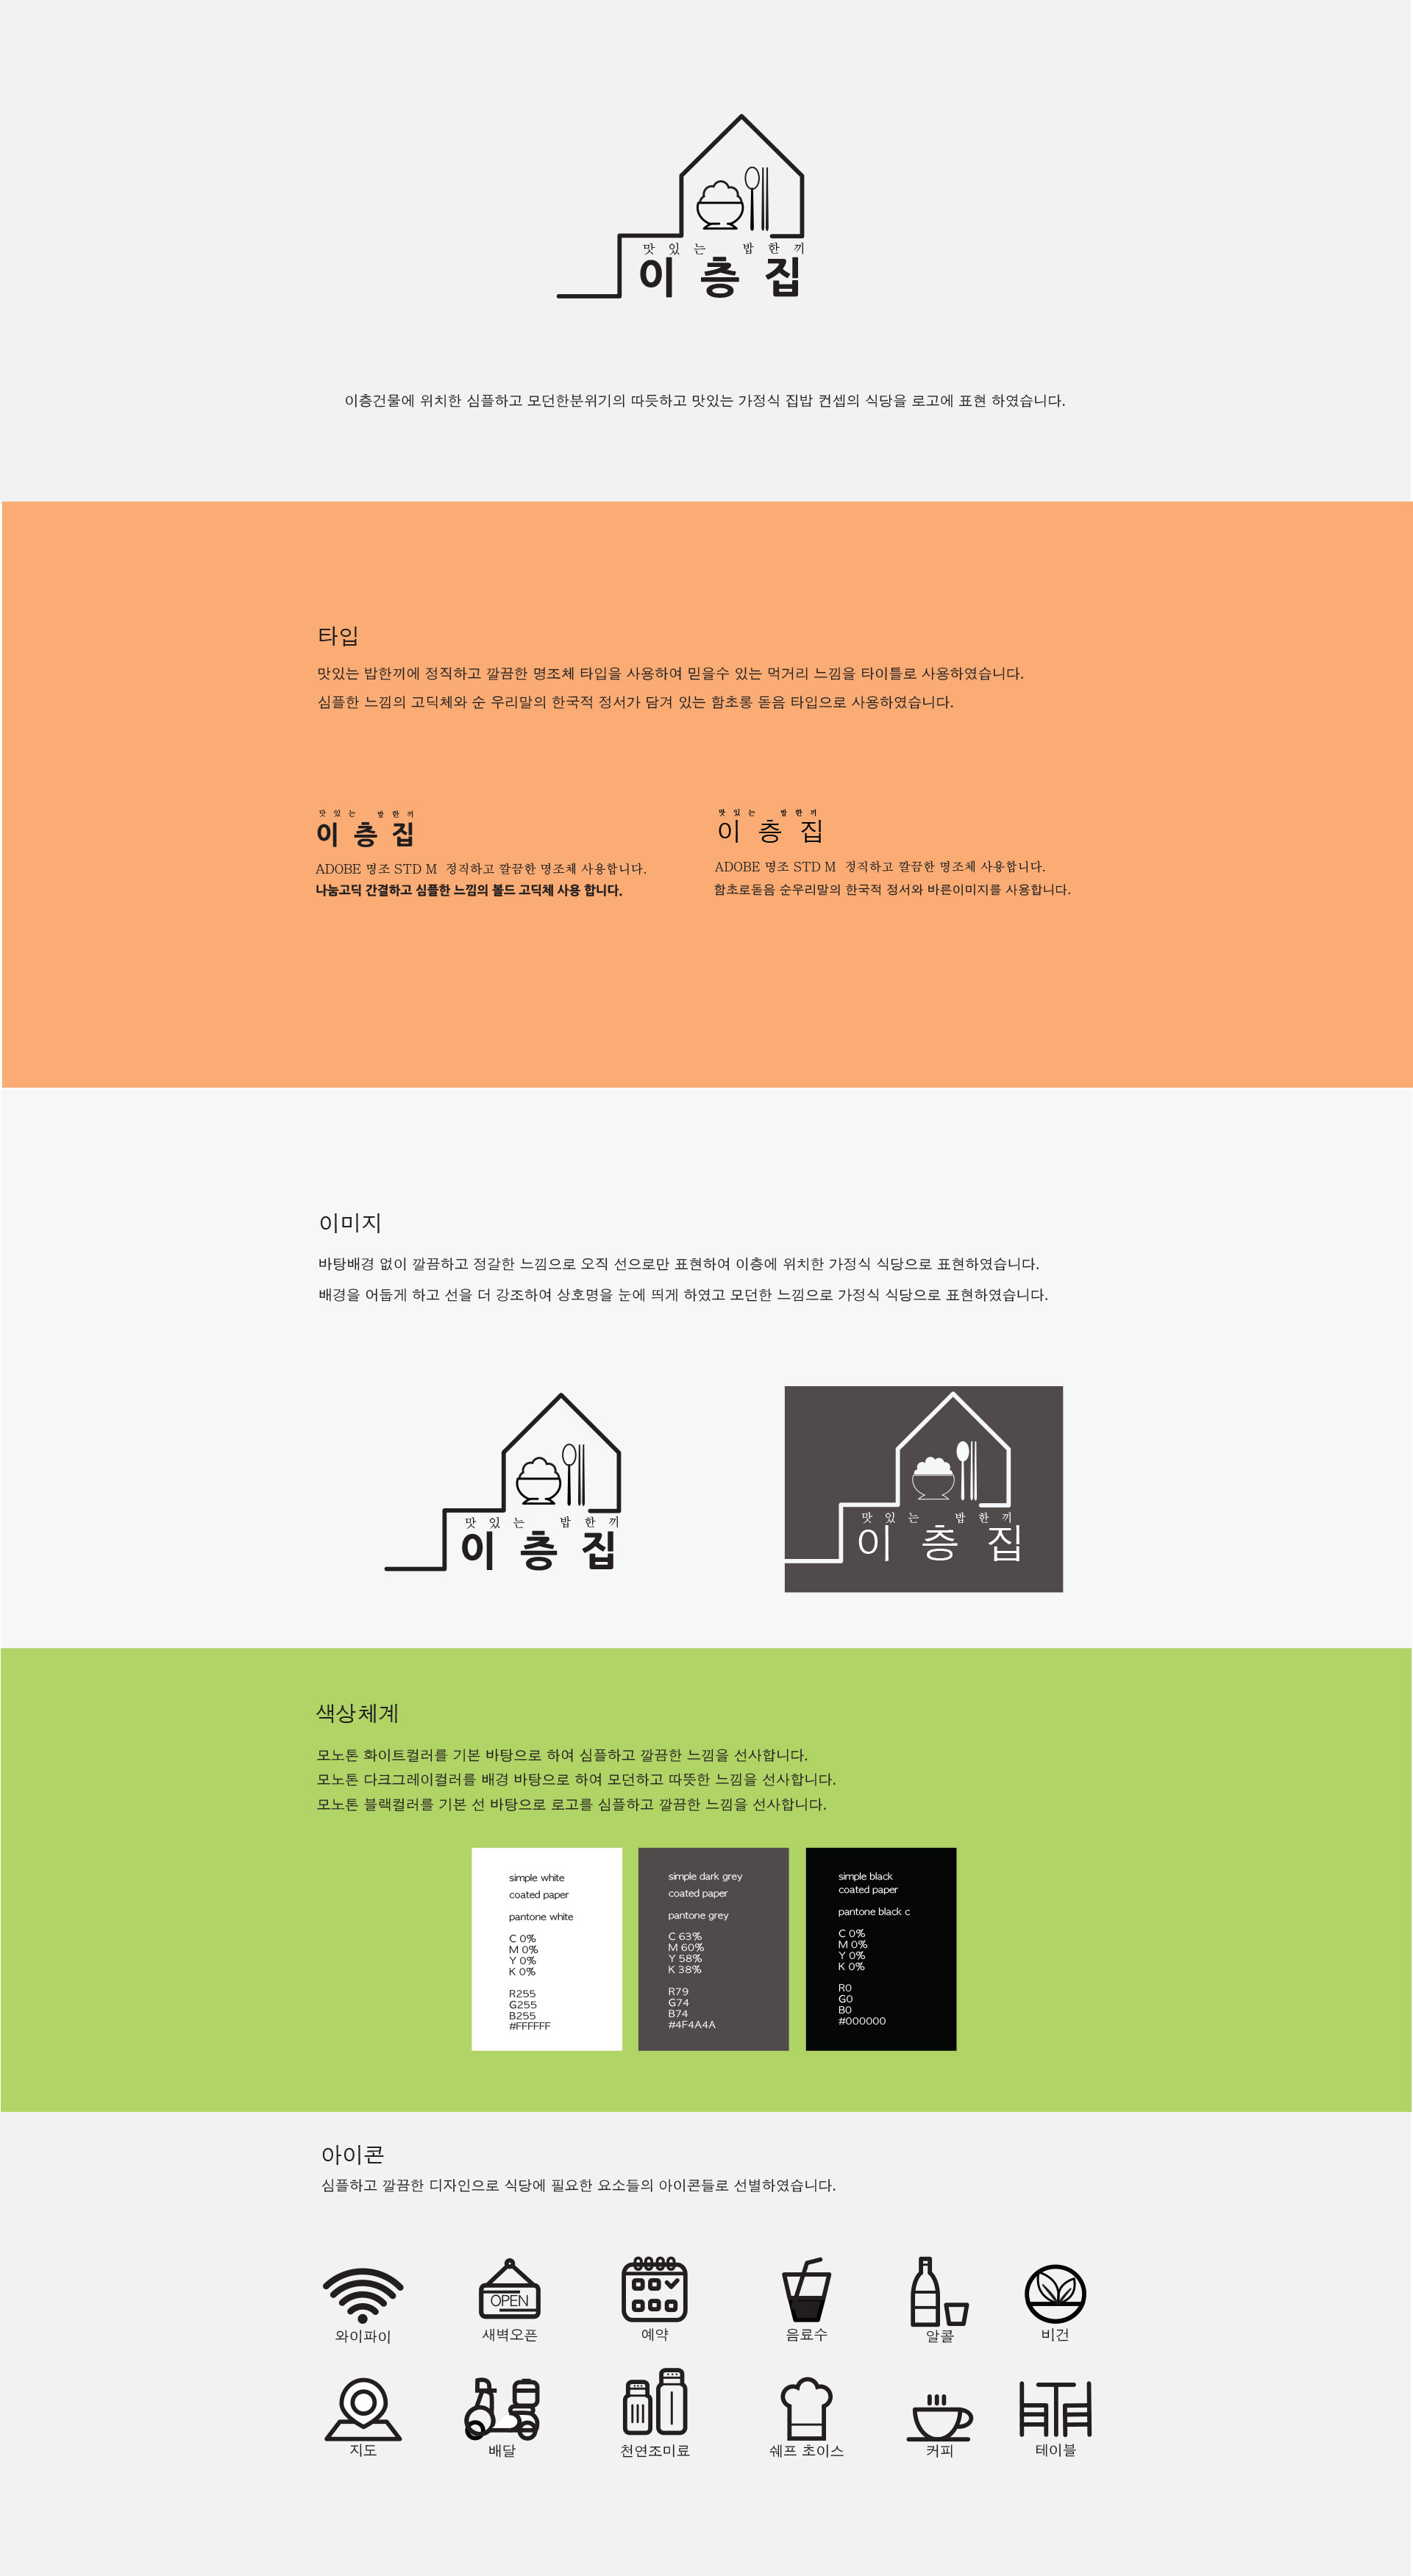 맛있는 밥한끼
이층집
이층건물에 위치한 심플하고 모던한분위기의 따듯하고 맛있는 가정식 집밥 컨셉의 식당을 로고에 표현 하였습니다.
타입
맛있는 밥한끼에 정직하고 깔끔한 명조체 타입을 사용하여 믿을수 있는 먹거리 느낌을 타이틀로 사용하였습니다.
심플한 느낌의 고딕체와 순 우리말의 한국적 정서가 담겨 있는 함초롱 돋음 타입으로 사용하였습니다.
맛있는 밥한끼
이층집
ADOBE 명조 STD M 정직하고 깔끔한 명조체 사용합니다.
나눔고딕 간결하고 심플한 느낌의 볼드 고딕체 사용 합니다.
맛있는 밥한끼
이층집
ADOBE 명조 STD M 정직하고 깔끔한 명조체 사용합니다.
함초로돋음 순우리말의 한국적 정서와 바른이미지를 사용합니다.
이미지
바탕배경 없이 깔끔하고 정갈한 느낌으로 오직 선으로만 표현하여 이층에 위치한 가정식 식당으로 표현하였습니다.
배경을 어둡게 하고 선을 더 강조하여 상호명을 눈에 띄게 하였고 모던한 느낌으로 가정식 식당으로 표현하였습니다.
맛있는 밥한끼
이층집
맛있는 밥한끼
이층집
색상체계
모노톤 화이트컬러를 기본 바탕으로 하여 심플하고 깔끔한 느낌을 선사합니다.
모노톤 다크그레이컬러를 배경 바탕으로 하여 모던하고 따뜻한 느낌을 선사합니다.
모노톤 블랙컬러를 기본 선 바탕으로 로고를 심플하고 깔끔한 느낌을 선사합니다.
simple white
coated paper
pantone white
C 0%
M 0%
Y 0%
K 0%
R255
G255
B255
#FFFFFF
simple dark grey
coated paper
pantone grey
C 63%
M 60%
Y 58%
K 38%
R79
G74
B74
#4F4A4A
simple black
coated paper
pantone black c
C 0%
M 0%
Y 0%
K 0%
R0
G0
B0
#000000
아이콘
심플하고 깔끔한 디자인으로 식당에 필요한 요소들의 아이콘들로 선별하였습니다.
OPEN
와이파이
새벽오픈
예약
음료수
알콜
비건
지도
배달
천연조미료
쉐프 초이스
커피
테이블